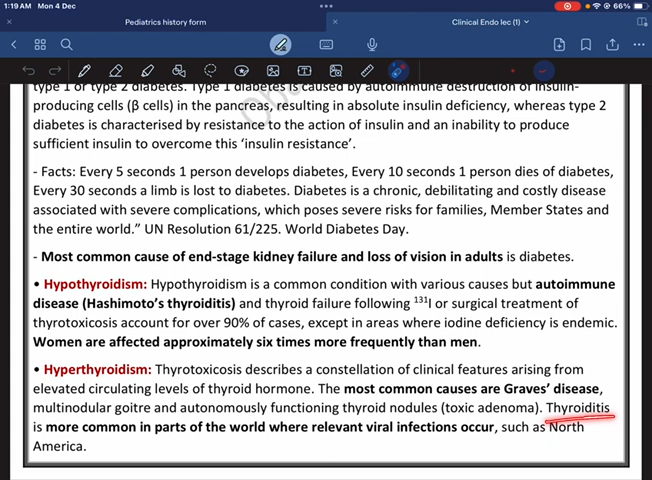 1:19 AM Mon 4 Dec
66%
Pediatrics history form
Clinical Endo lec (1)
type 1 or type 2 diabetes. Type 1 diabetes is caused by autoimmune destruction of insulin-
producing cells (β cells) in the pancreas, resulting in absolute insulin deficiency, whereas type 2
diabetes is characterised by resistance to the action of insulin and an inability to produce
sufficient insulin to overcome this ‘insulin resistance’.
- Facts: Every 5 seconds 1 person develops diabetes, Every 10 seconds 1 person dies of diabetes,
Every 30 seconds a limb is lost to diabetes. Diabetes is a chronic, debilitating and costly disease
associated with severe complications, which poses severe risks for families, Member States and
the entire world.” UN Resolution 61/225. World Diabetes Day.
- Most common cause of end-stage kidney failure and loss of vision in adults is diabetes.
• Hypothyroidism: Hypothyroidism is a common condition with various causes but autoimmune
disease (Hashimoto’s thyroiditis) and thyroid failure following ¹³¹I or surgical treatment of
thyrotoxicosis account for over 90% of cases, except in areas where iodine deficiency is endemic.
Women are affected approximately six times more frequently than men.
• Hyperthyroidism: Thyrotoxicosis describes a constellation of clinical features arising from
elevated circulating levels of thyroid hormone. The most common causes are Graves’ disease,
multinodular goitre and autonomously functioning thyroid nodules (toxic adenoma). Thyroiditis
is more common in parts of the world where relevant viral infections occur, such as North
America.